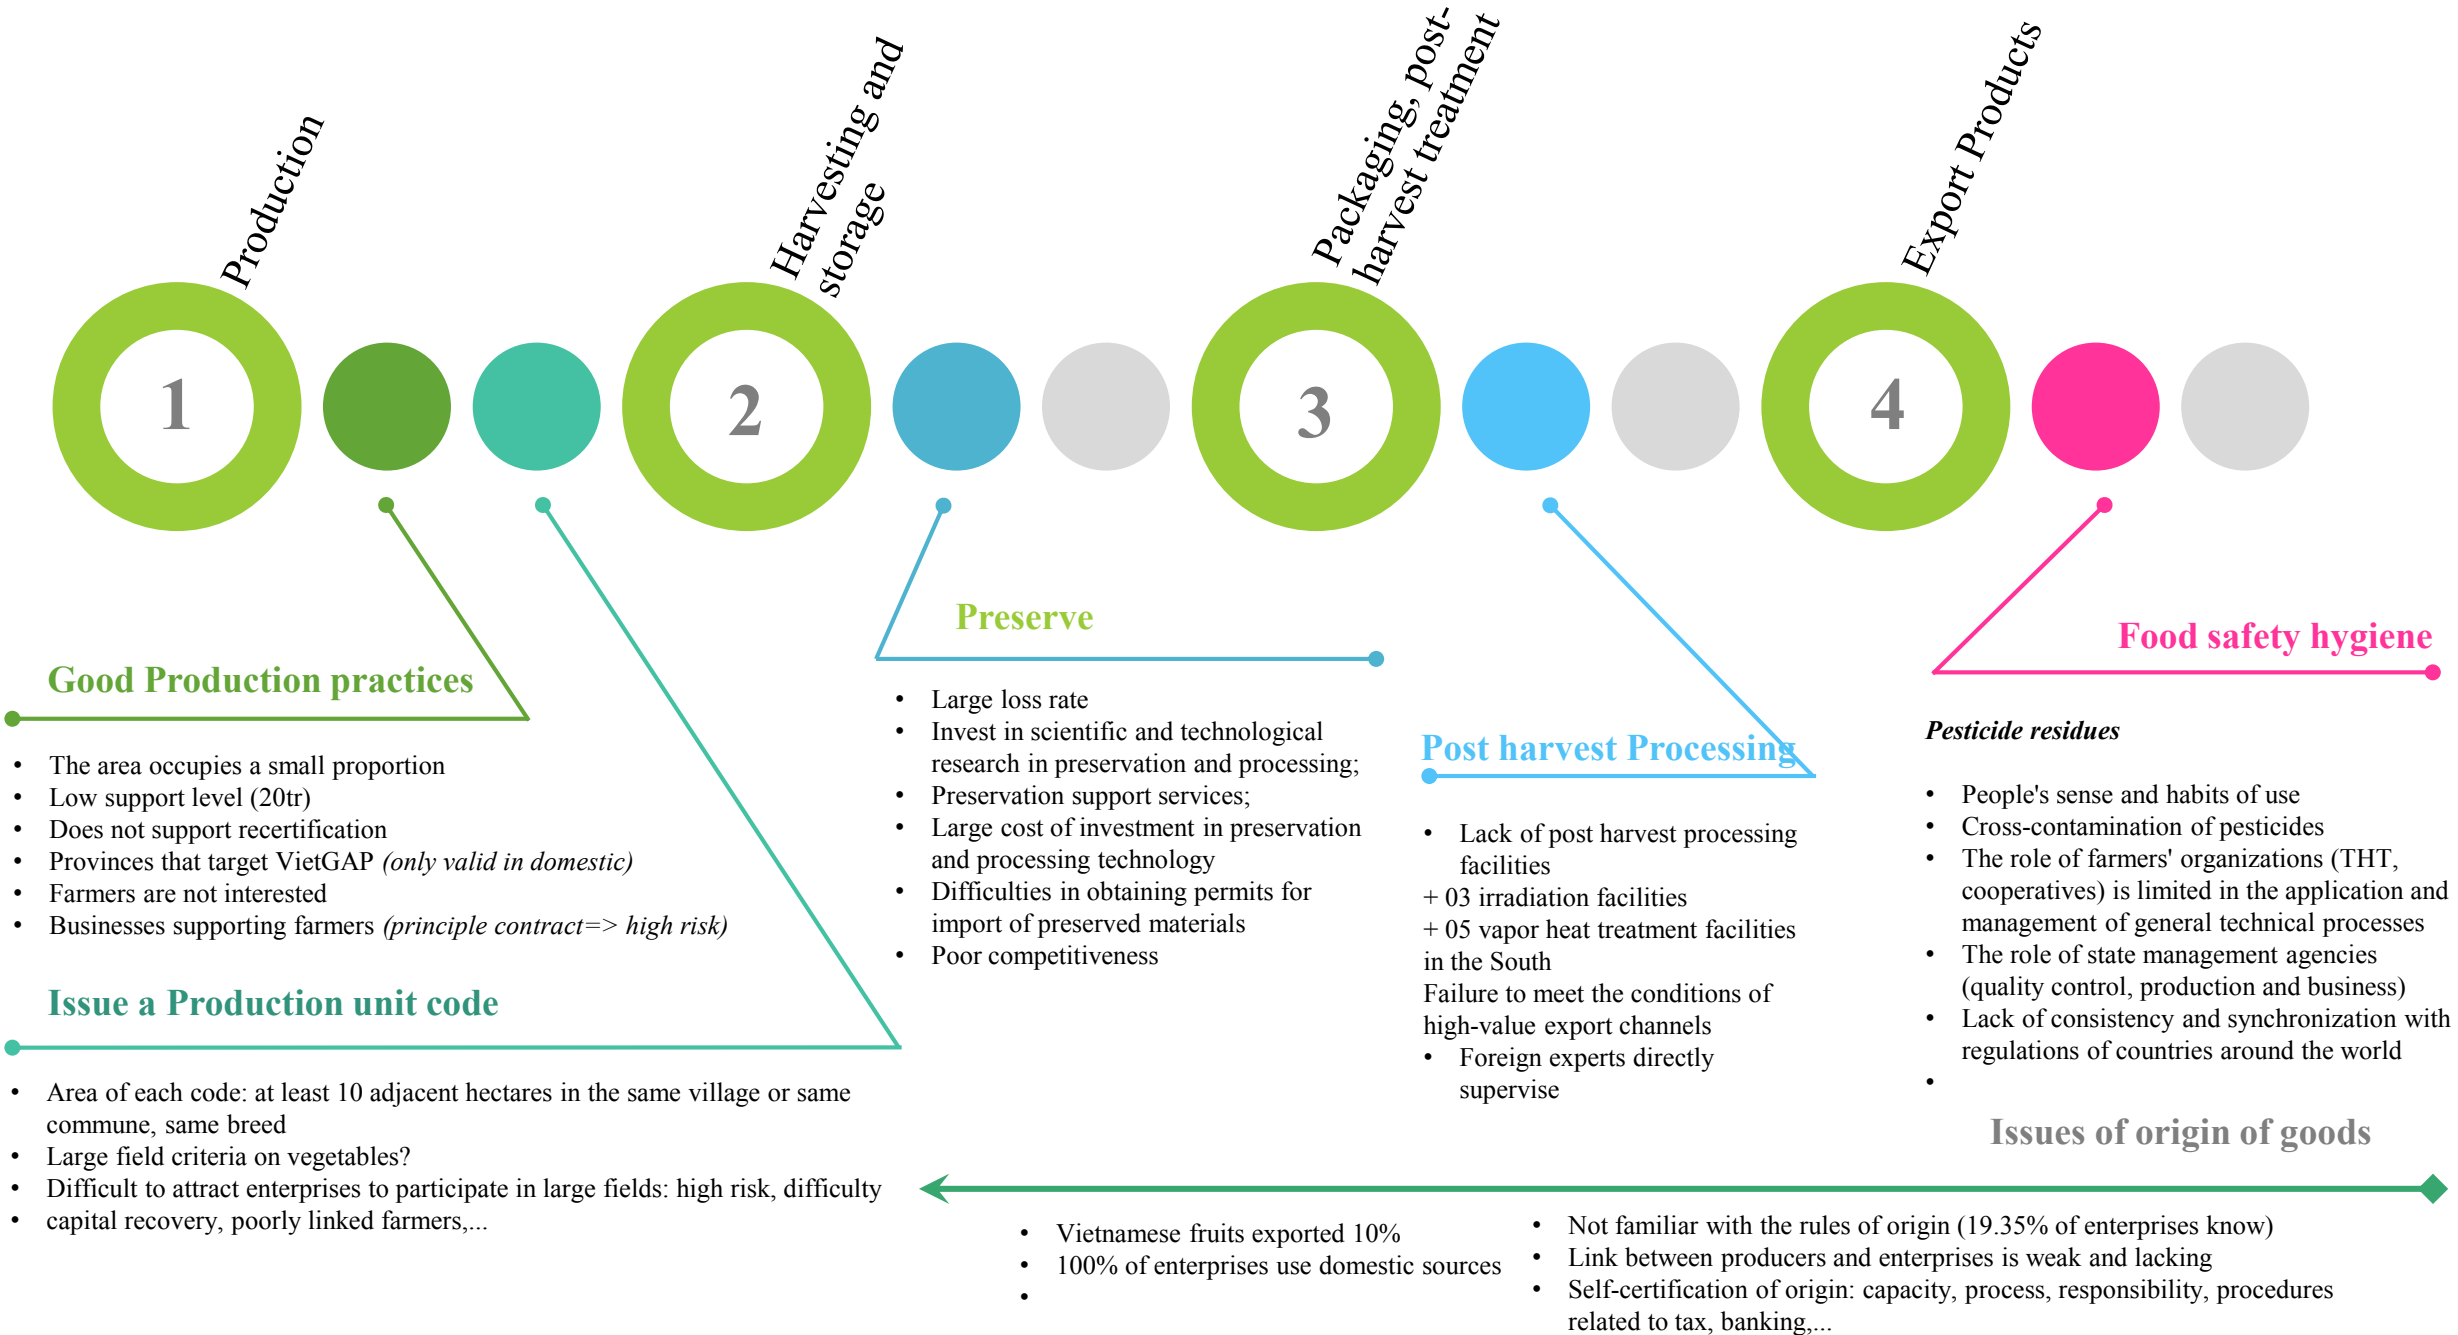 Production
Harvesting and
storage
Packaging, post-
harvest treatment
Export Products
1
2
3
4
Good Production practices
• The area occupies a small proportion
• Low support level (20tr)
• Does not support recertification
• Provinces that target VietGAP (only valid in domestic)
• Farmers are not interested
• Businesses supporting farmers (principle contract=> high risk)
Issue a Production unit code
• Area of each code: at least 10 adjacent hectares in the same village or same
commune, same breed
• Large field criteria on vegetables?
• Difficult to attract enterprises to participate in large fields: high risk, difficulty
• capital recovery, poorly linked farmers,...
Preserve
• Large loss rate
• Invest in scientific and technological
research in preservation and processing;
• Preservation support services;
• Large cost of investment in preservation
and processing technology
• Difficulties in obtaining permits for
import of preserved materials
• Poor competitiveness
Post harvest Processing
• Lack of post harvest processing
facilities
+ 03 irradiation facilities
+ 05 vapor heat treatment facilities
in the South
Failure to meet the conditions of
high-value export channels
• Foreign experts directly
supervise
Food safety hygiene
Pesticide residues
• People's sense and habits of use
• Cross-contamination of pesticides
• The role of farmers' organizations (THT,
cooperatives) is limited in the application and
management of general technical processes
• The role of state management agencies
(quality control, production and business)
• Lack of consistency and synchronization with
regulations of countries around the world
•
Issues of origin of goods
• Vietnamese fruits exported 10%
• 100% of enterprises use domestic sources
•
• Not familiar with the rules of origin (19.35% of enterprises know)
• Link between producers and enterprises is weak and lacking
• Self-certification of origin: capacity, process, responsibility, procedures
related to tax, banking,...